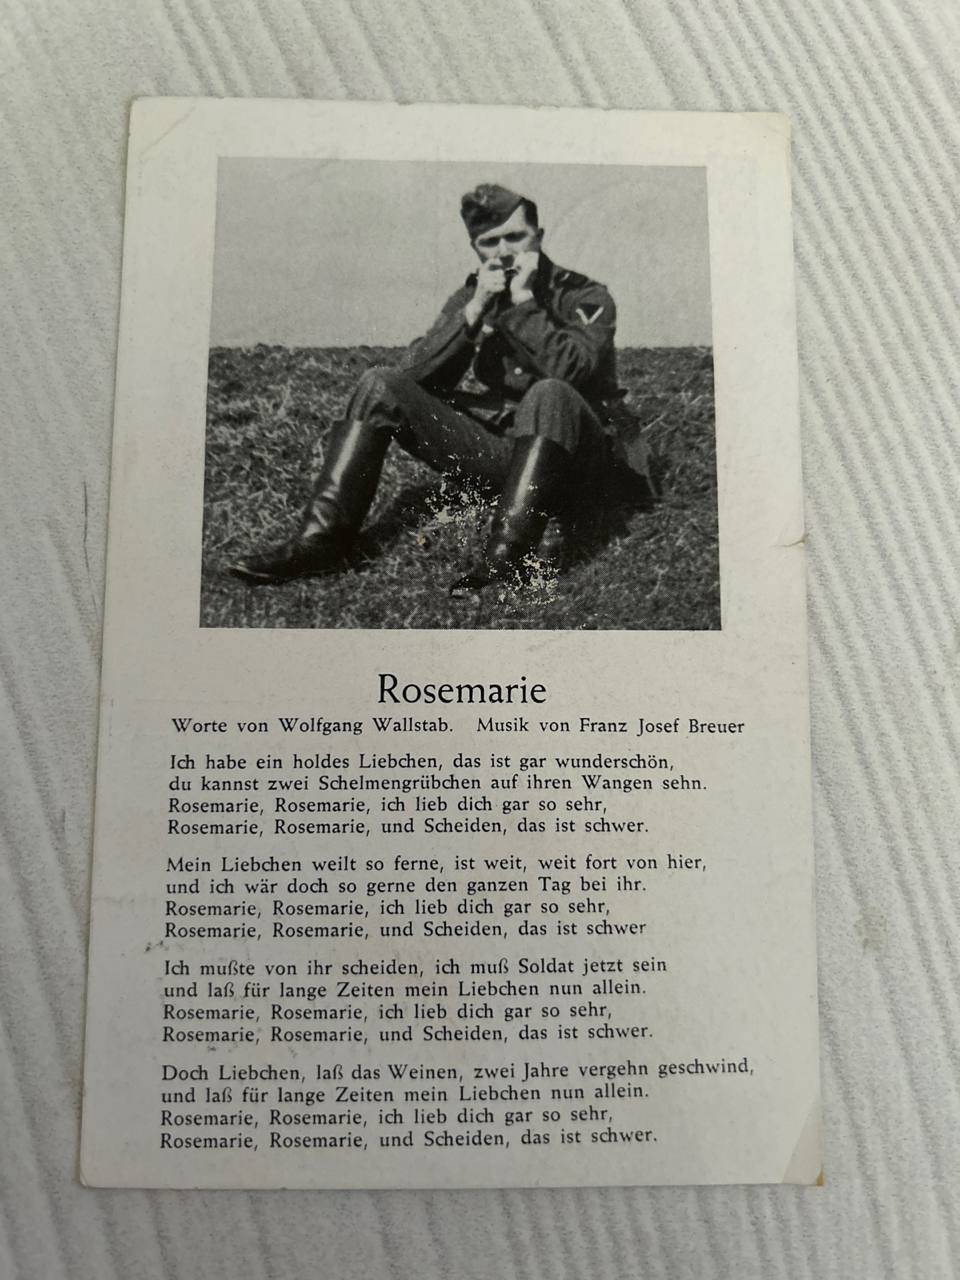 Rosemarie
Worte von Wolfgang Wallstab. Musik von Franz Josef Breuer
Ich habe ein holdes Liebchen, das ist gar wunderschön,
du kannst zwei Schelmengrübchen auf ihren Wangen sehn.
Rosemarie, Rosemarie, ich lieb dich gar so sehr,
Rosemarie, Rosemarie, und Scheiden, das ist schwer.
Mein Liebchen weilt so ferne, ist weit, weit fort von hier,
und ich wär doch so gerne den ganzen Tag bei ihr.
Rosemarie, Rosemarie, ich lieb dich gar so sehr,
Rosemarie, Rosemarie, und Scheiden, das ist schwer
Ich mußte von ihr scheiden, ich muß Soldat jetzt sein
und laß für lange Zeiten mein Liebchen nun allein.
Rosemarie, Rosemarie, ich lieb dich gar so sehr,
Rosemarie, Rosemarie, und Scheiden, das ist schwer.
Doch Liebchen, laß das Weinen, zwei Jahre vergehn geschwind,
und laß für lange Zeiten mein Liebchen nun allein.
Rosemarie, Rosemarie, ich lieb dich gar so sehr,
Rosemarie, Rosemarie, und Scheiden, das ist schwer.